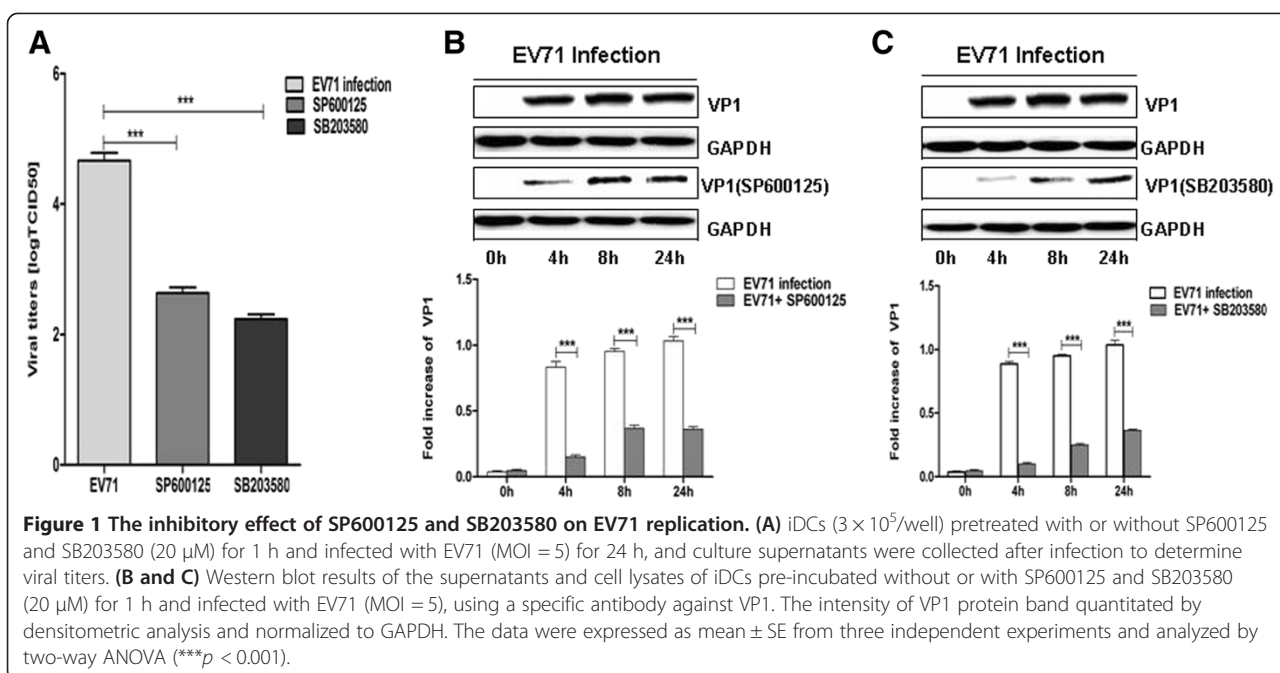 A
6
4
2
0
Viral titers [logTCID50]
EV71 infection
SP600125
SB203580
***
***
EV71 SP600125 SB203580
B
EV71 Infection
VP1
GAPDH
VP1(SP600125)
GAPDH
0h 4h 8h 24h
EV71 infection
EV71+ SP600125
Fold increase of VP1
1.5
1.0
0.5
0.0
*** *** ***
0h 4h 8h 24h
C
EV71 Infection
VP1
GAPDH
VP1(SB203580)
GAPDH
0h 4h 8h 24h
EV71 infection
EV71+ SB203580
Fold increase of VP1
1.5
1.0
0.5
0.0
*** *** ***
0h 4h 8h 24h
Figure 1 The inhibitory effect of SP600125 and SB203580 on EV71 replication. (A) iDCs (3 × 10⁵/well) pretreated with or without SP600125
and SB203580 (20 μM) for 1 h and infected with EV71 (MOI = 5) for 24 h, and culture supernatants were collected after infection to determine
viral titers. (B and C) Western blot results of the supernatants and cell lysates of iDCs pre-incubated without or with SP600125 and SB203580
(20 μM) for 1 h and infected with EV71 (MOI = 5), using a specific antibody against VP1. The intensity of VP1 protein band quantitated by
densitometric analysis and normalized to GAPDH. The data were expressed as mean ± SE from three independent experiments and analyzed by
two-way ANOVA (***p < 0.001).